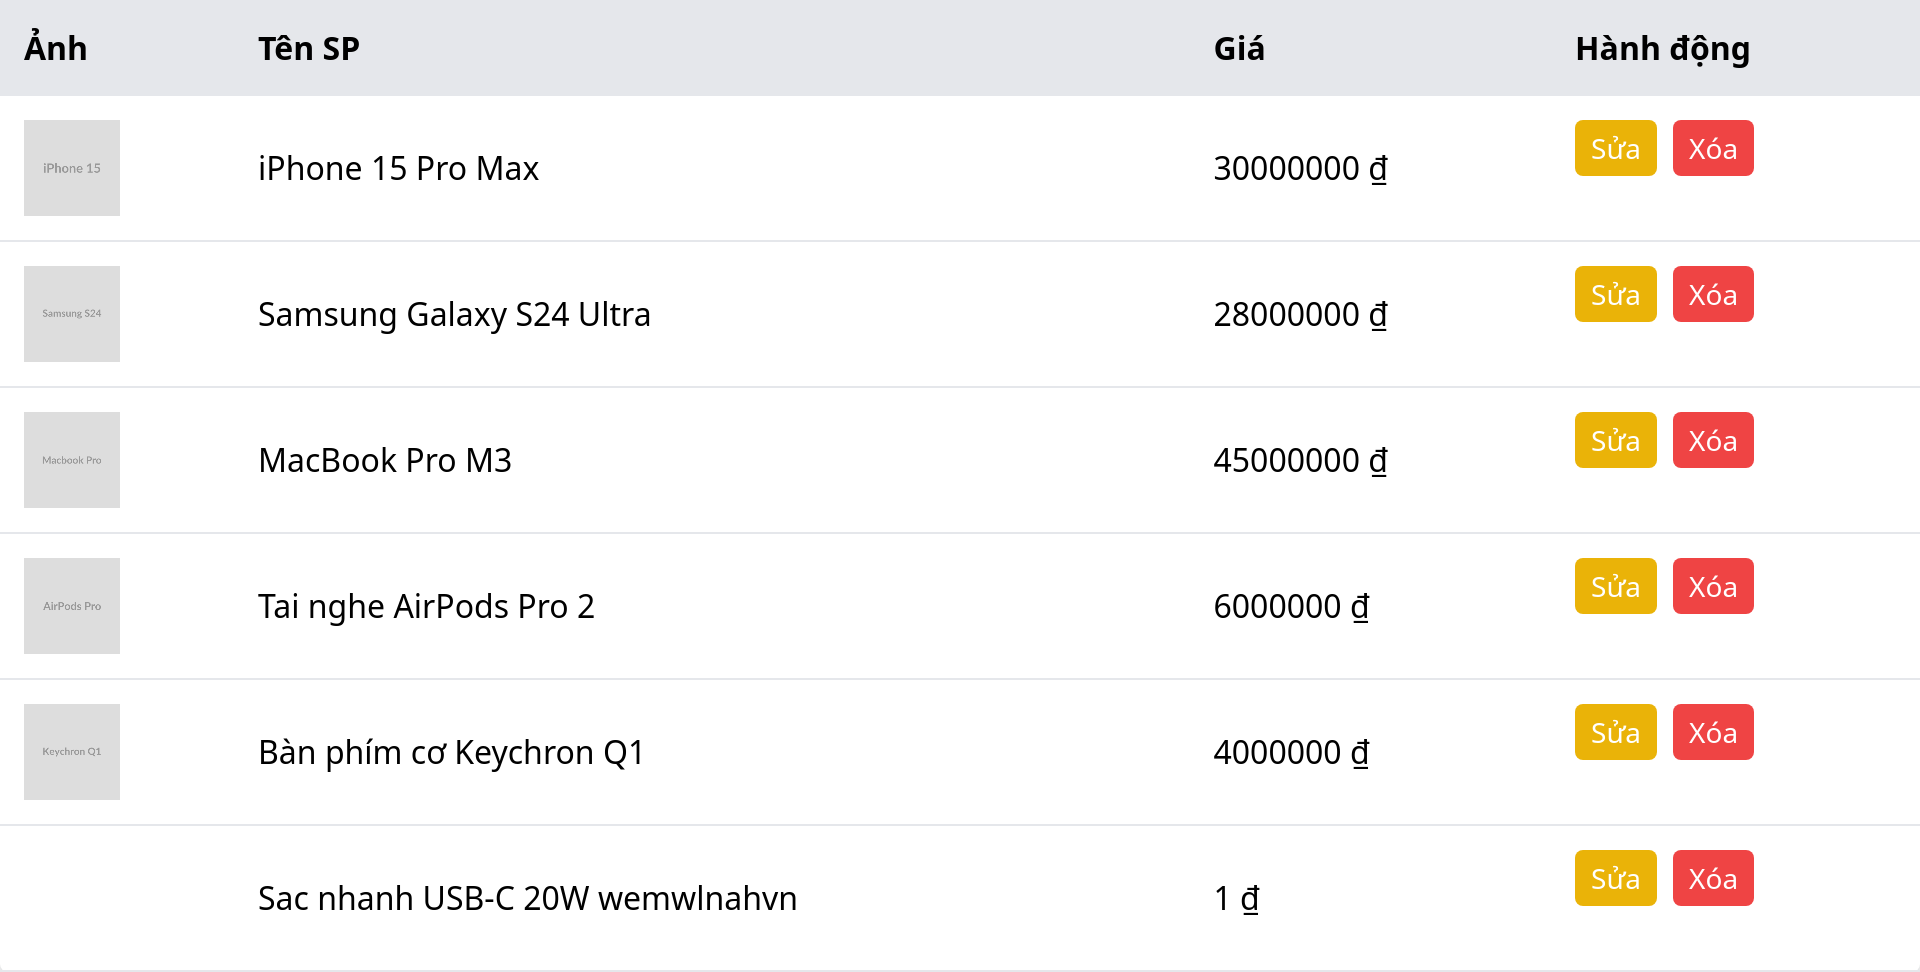 Ảnh Tên SP Giá Hành động
iPhone 15 iPhone 15 Pro Max 30000000 ₫ Sửa Xóa
Samsung S24 Samsung Galaxy S24 Ultra 28000000 ₫ Sửa Xóa
Macbook Pro MacBook Pro M3 45000000 ₫ Sửa Xóa
AirPods Pro Tai nghe AirPods Pro 2 6000000 ₫ Sửa Xóa
Keychron Q1 Bàn phím cơ Keychron Q1 4000000 ₫ Sửa Xóa
Sac nhanh USB-C 20W wemwlnahvn 1 ₫ Sửa Xóa